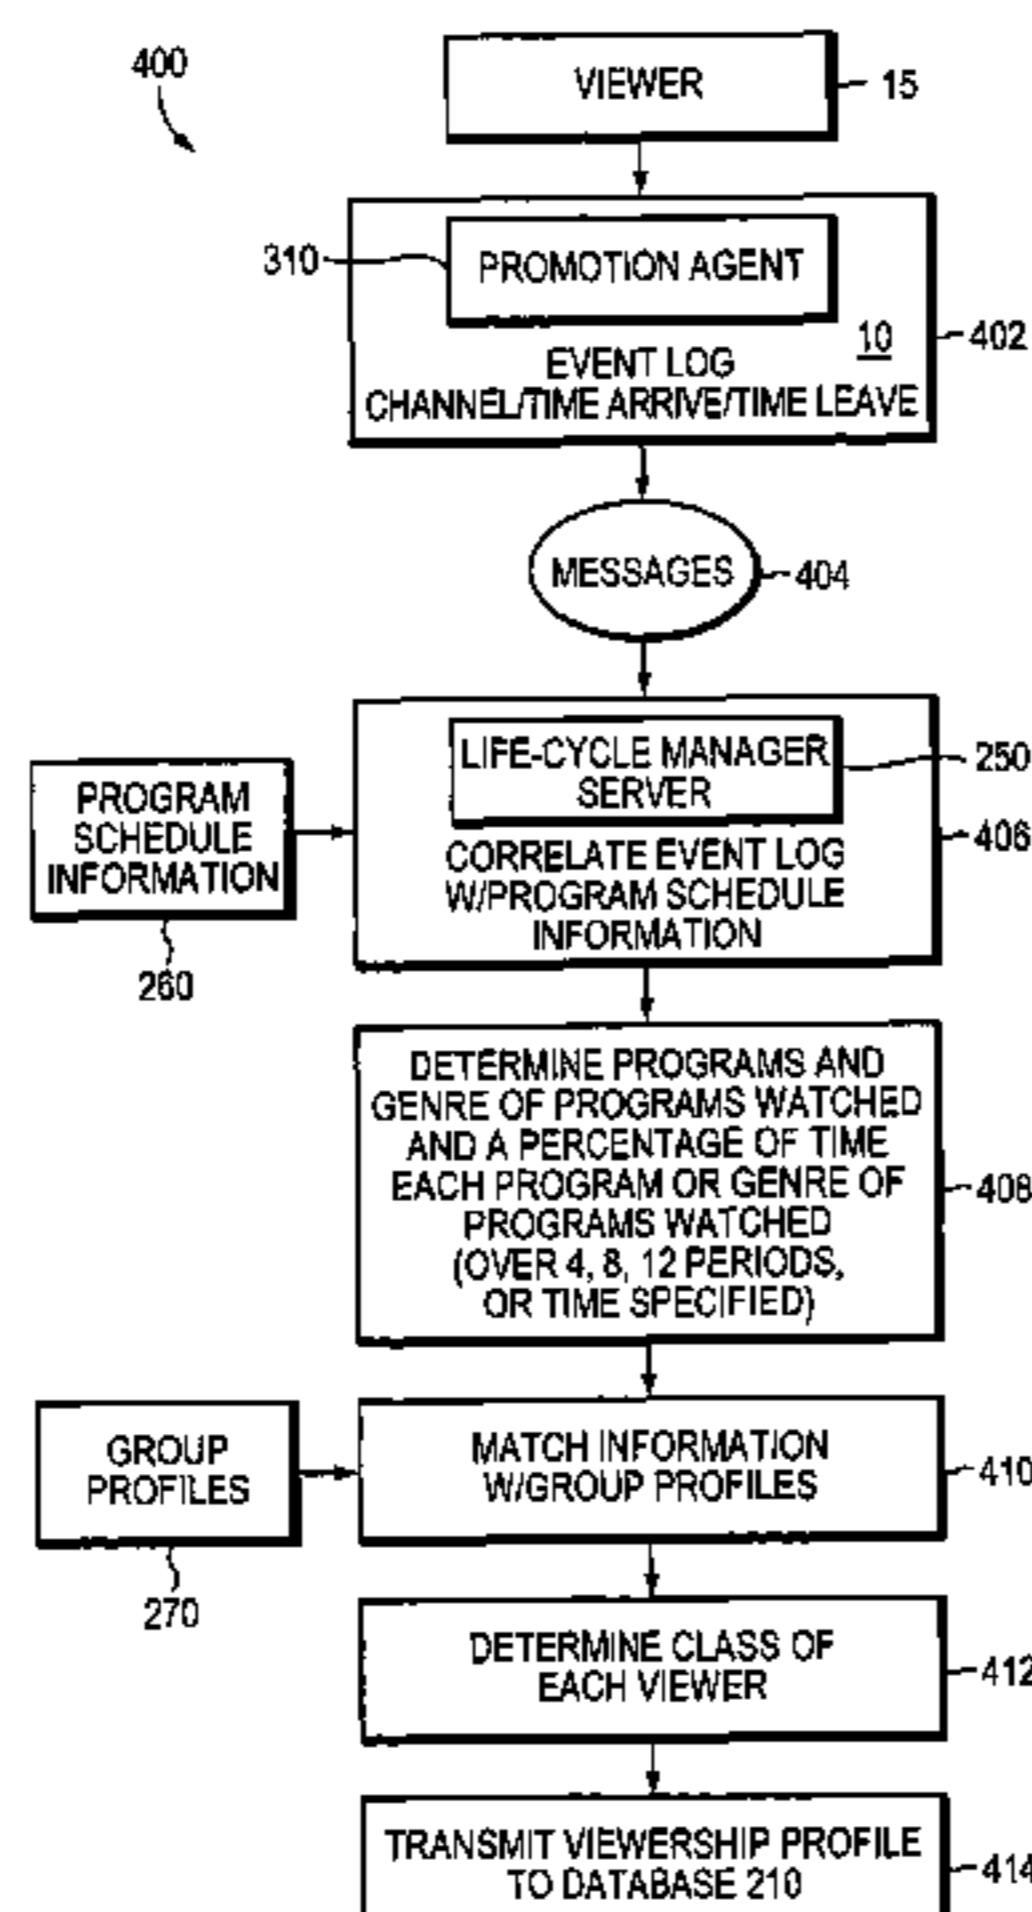 400
VIEWER
15
310
PROMOTION AGENT
10
402
EVENT LOG
CHANNEL/TIME ARRIVE/TIME LEAVE
MESSAGES
404
LIFE-CYCLE MANAGER
SERVER
250
PROGRAM
SCHEDULE
INFORMATION
260
406
CORRELATE EVENT LOG
W/PROGRAM SCHEDULE
INFORMATION
DETERMINE PROGRAMS AND
GENRE OF PROGRAMS WATCHED
AND A PERCENTAGE OF TIME
EACH PROGRAM OR GENRE OF
PROGRAMS WATCHED
(OVER 4, 8, 12 PERIODS,
OR TIME SPECIFIED)
408
GROUP
PROFILES
270
MATCH INFORMATION
W/GROUP PROFILES
410
DETERMINE CLASS OF
EACH VIEWER
412
TRANSMIT VIEWERSHIP PROFILE
TO DATABASE 210
414